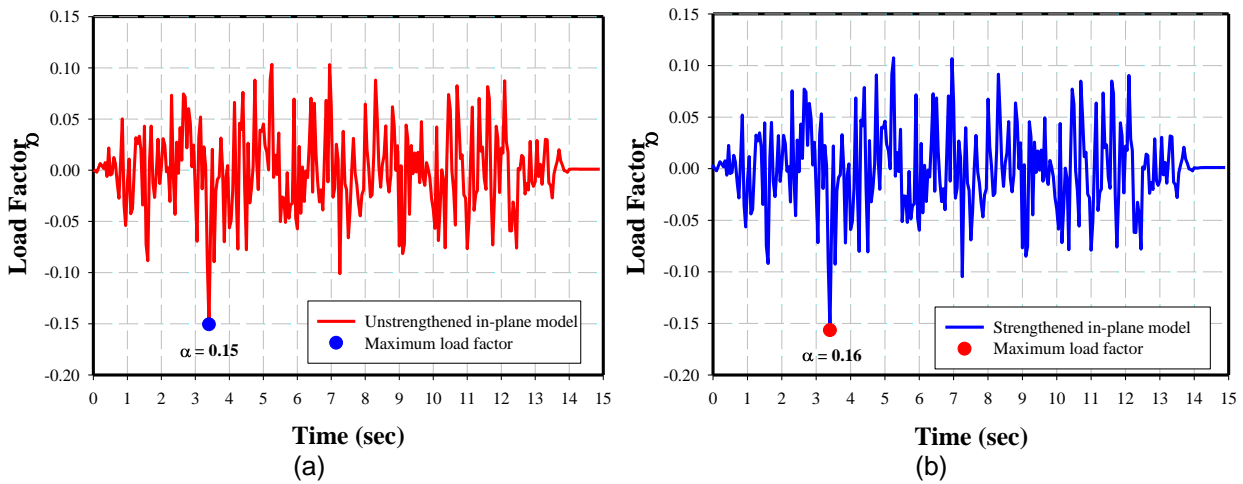 0.15
0.10
0.05
0.00
-0.05
-0.10
-0.15
-0.20
Load Factor α
Unstrengthened in-plane model
Maximum load factor
α = 0.15
0 1 2 3 4 5 6 7 8 9 10 11 12 13 14 15
Time (sec)
(a)
0.15
0.10
0.05
0.00
-0.05
-0.10
-0.15
-0.20
Load Factor α
Strengthened in-plane model
Maximum load factor
α = 0.16
0 1 2 3 4 5 6 7 8 9 10 11 12 13 14 15
Time (sec)
(b)